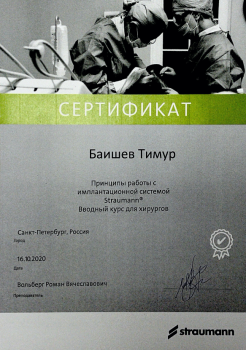 СЕРТИФИКАТ
Баишев Тимур
Принципы работы с
имплантационной системой
Straumann®
Вводный курс для хирургов
Санкт-Петербург, Россия
Город
16.10.2020
Дата
Вольберг Роман Вячеславович
Преподаватель
straumann